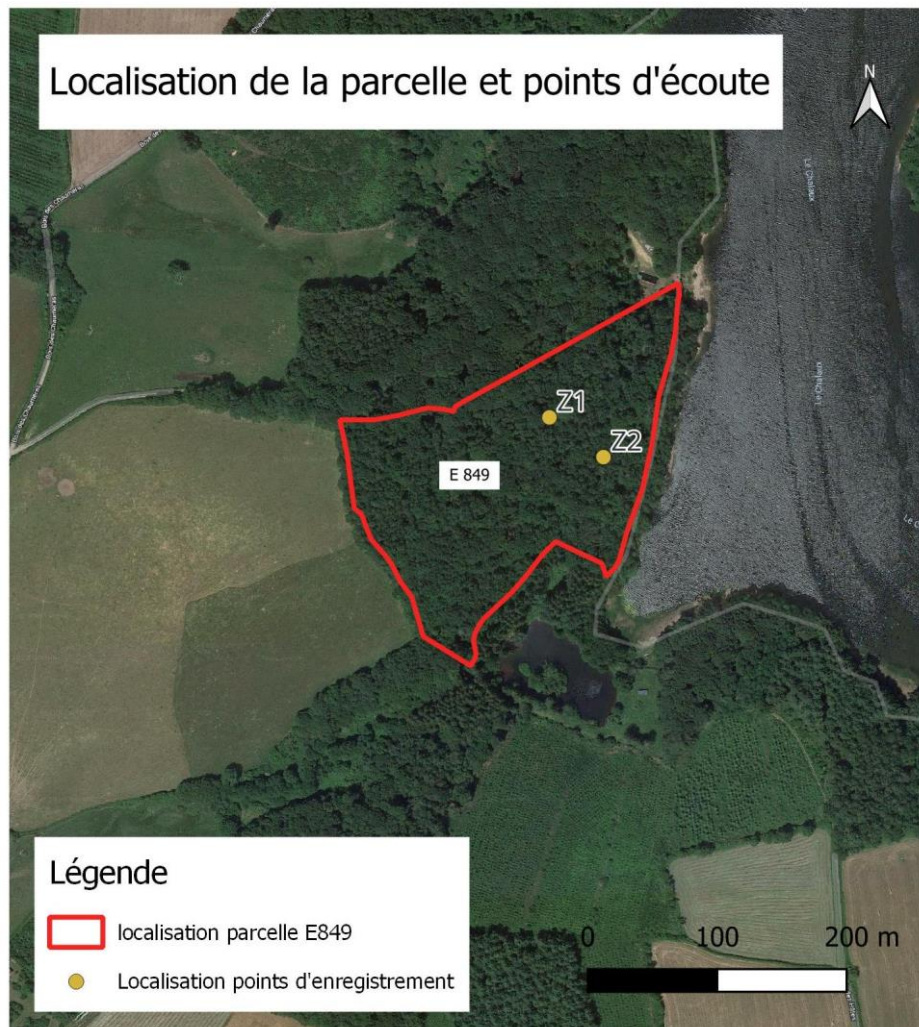 Localisation de la parcelle et points d'écoute
N
Z1
Z2
E 849
Légende
localisation parcelle E849
Localisation points d'enregistrement
0 100 200 m